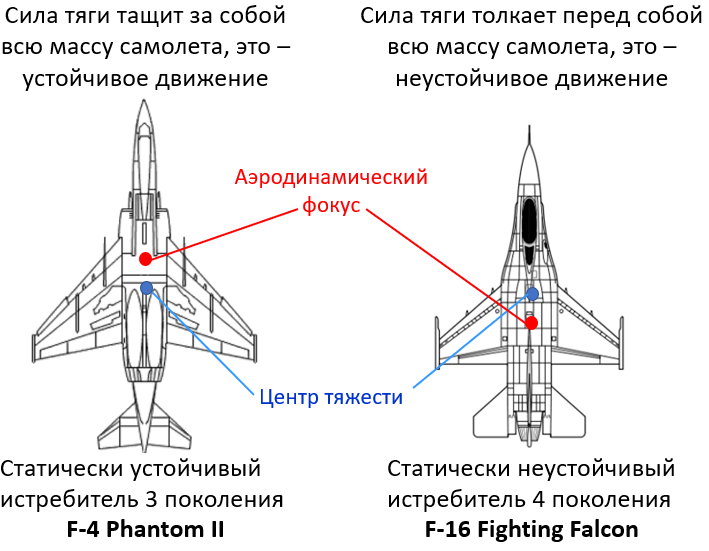 Сила тяги тащит за собой
всю массу самолета, это –
устойчивое движение
Сила тяги толкает перед собой
всю массу самолета, это –
неустойчивое движение
Аэродинамический
фокус
Центр тяжести
Статически устойчивый
истребитель 3 поколения
F-4 Phantom II
Статически неустойчивый
истребитель 4 поколения
F-16 Fighting Falcon